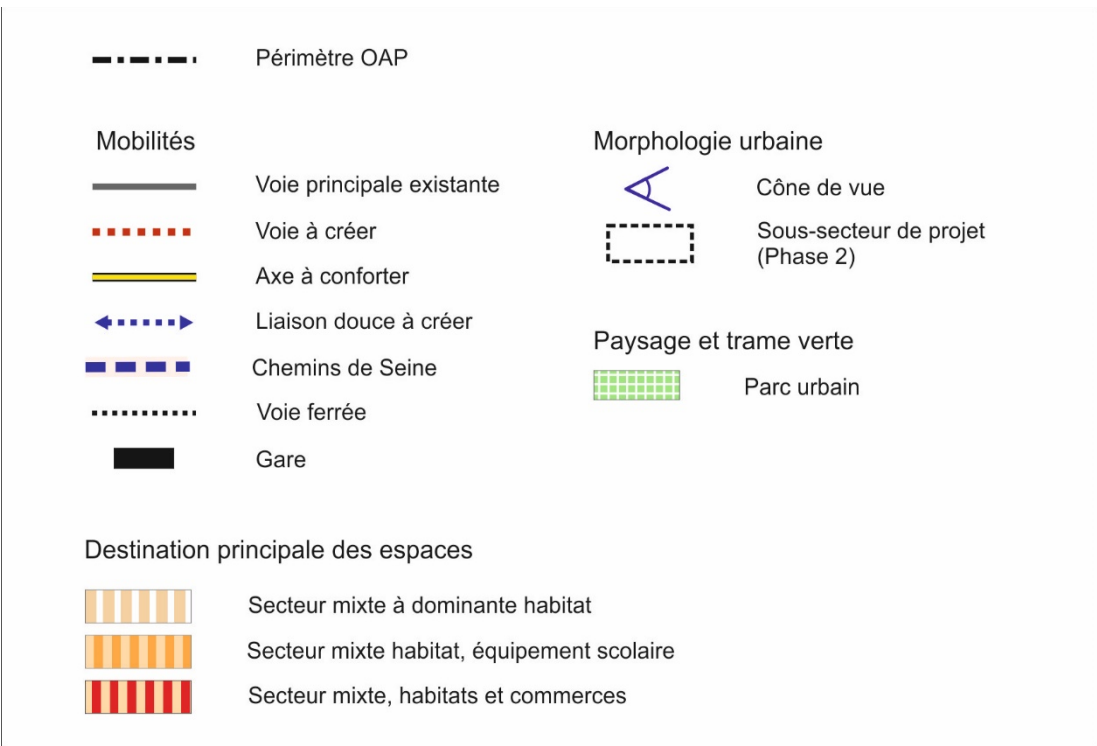 Périmètre OAP
Mobilités
Voie principale existante
Voie à créer
Axe à conforter
Liaison douce à créer
Chemins de Seine
Voie ferrée
Gare
Morphologie urbaine
Cône de vue
Sous-secteur de projet
(Phase 2)
Paysage et trame verte
Parc urbain
Destination principale des espaces
Secteur mixte à dominante habitat
Secteur mixte habitat, équipement scolaire
Secteur mixte, habitats et commerces